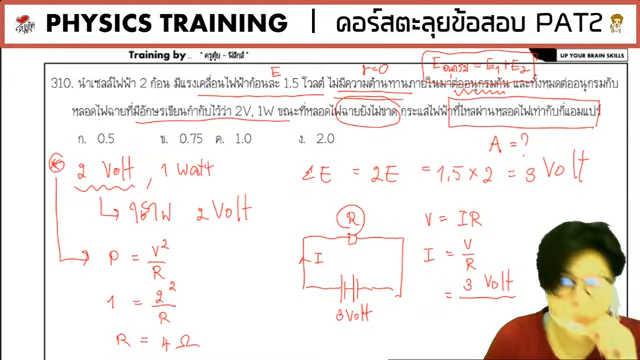 PHYSICS TRAINING | คอร์สตะลุยข้อสอบ PAT2
Training by.. "ครูตุ้ย - ฟิสิกส์"
UP YOUR BRAIN SKILLS
E r=0 Eอนุกรม = E1+E2
310. นำเซลล์ไฟฟ้า 2 ก้อน มีแรงเคลื่อนไฟฟ้าก้อนละ 1.5 โวลต์ ไม่มีความต้านทานภายในมาต่ออนุกรมกัน และทั้งหมดต่ออนุกรมกับ
หลอดไฟฉายที่มีอักษรเขียนกำกับไว้ว่า 2V, 1W ขณะที่หลอดไฟฉายยังไม่ขาด กระแสไฟฟ้าที่ไหลผ่านหลอดไฟเท่ากับกี่แอมแปร์
ก. 0.5 ข. 0.75 ค. 1.0 ง. 2.0
A = ?
2 Volt, 1 watt
ΣE = 2E = 1.5 × 2 = 3 Volt
ใช้ไฟ 2 Volt
P = V²/R
1 = 2²/R
R = 4 Ω
R
I
3Volt
V = IR
I = V/R
= 3 Volt